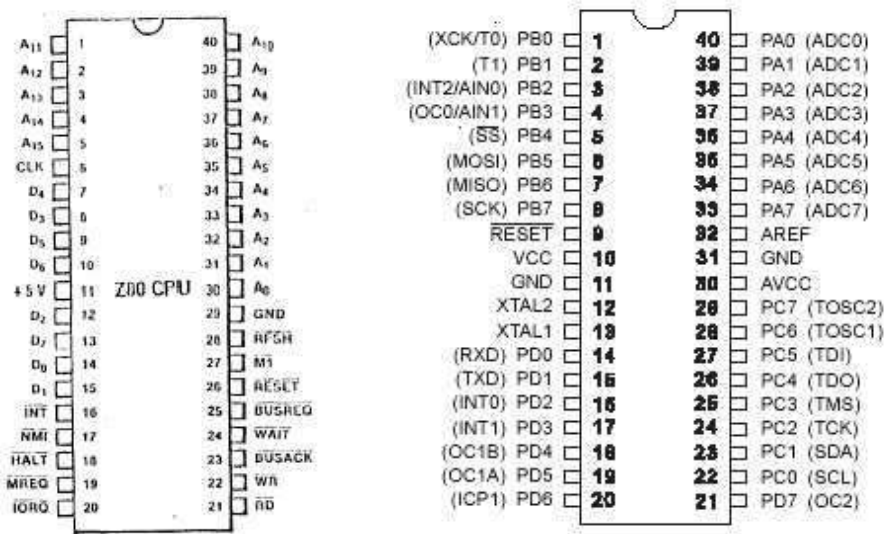 A11 1 40 A10
A12 2 39 A9
A13 3 38 A8
A14 4 37 A7
A15 5 36 A6
CLK 6 35 A5
D4 7 34 A4
D3 8 33 A3
D5 9 32 A2
D6 10 31 A1
+5V 11 Z80 CPU 30 A0
D2 12 29 GND
D7 13 28 RFSH
D0 14 27 M1
D1 15 26 RESET
INT 16 25 BUSREQ
NMI 17 24 WAIT
HALT 18 23 BUSACK
MREQ 19 22 WR
IORQ 20 21 RD
(XCK/T0) PB0 1 40 PA0 (ADC0)
(T1) PB1 2 39 PA1 (ADC1)
(INT2/AIN0) PB2 3 38 PA2 (ADC2)
(OC0/AIN1) PB3 4 37 PA3 (ADC3)
(SS) PB4 5 36 PA4 (ADC4)
(MOSI) PB5 6 35 PA5 (ADC5)
(MISO) PB6 7 34 PA6 (ADC6)
(SCK) PB7 8 33 PA7 (ADC7)
RESET 9 32 AREF
VCC 10 31 GND
GND 11 30 AVCC
XTAL2 12 29 PC7 (TOSC2)
XTAL1 13 28 PC6 (TOSC1)
(RXD) PD0 14 27 PC5 (TDI)
(TXD) PD1 15 26 PC4 (TDO)
(INT0) PD2 16 25 PC3 (TMS)
(INT1) PD3 17 24 PC2 (TCK)
(OC1B) PD4 18 23 PC1 (SDA)
(OC1A) PD5 19 22 PC0 (SCL)
(ICP1) PD6 20 21 PD7 (OC2)